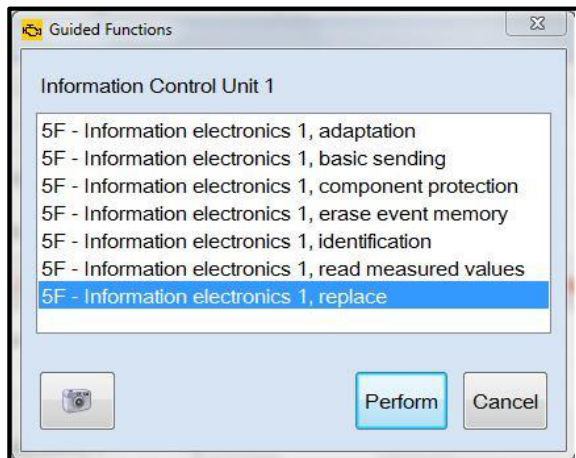 Guided Functions
Information Control Unit 1
5F - Information electronics 1, adaptation
5F - Information electronics 1, basic sending
5F - Information electronics 1, component protection
5F - Information electronics 1, erase event memory
5F - Information electronics 1, identification
5F - Information electronics 1, read measured values
5F - Information electronics 1, replace
Perform
Cancel